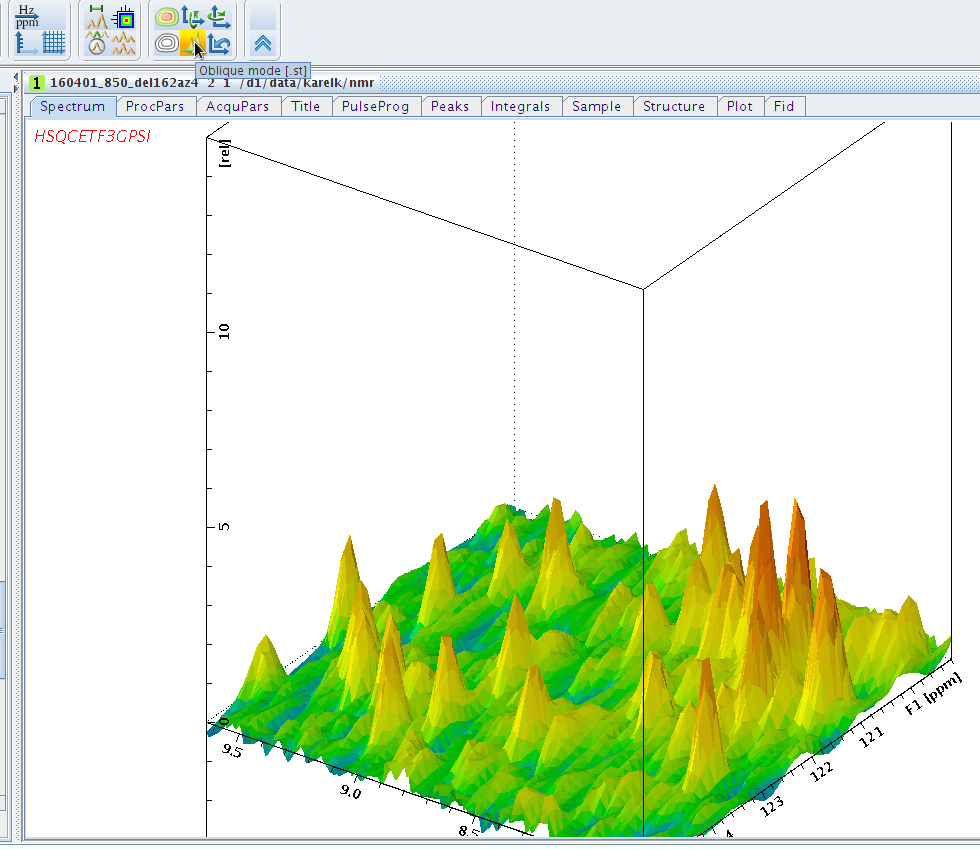 Hz
ppm
Oblique mode [.st]
1 160401_850_del162az4 2 1 /d1/data/karelk/nmr
Spectrum ProcPars AcquPars Title PulseProg Peaks Integrals Sample Structure Plot Fid
HSQCETF3GPSI
[rel]
10
5
0
9.5
9.0
8.5
F1 [ppm]
121
122
123
4